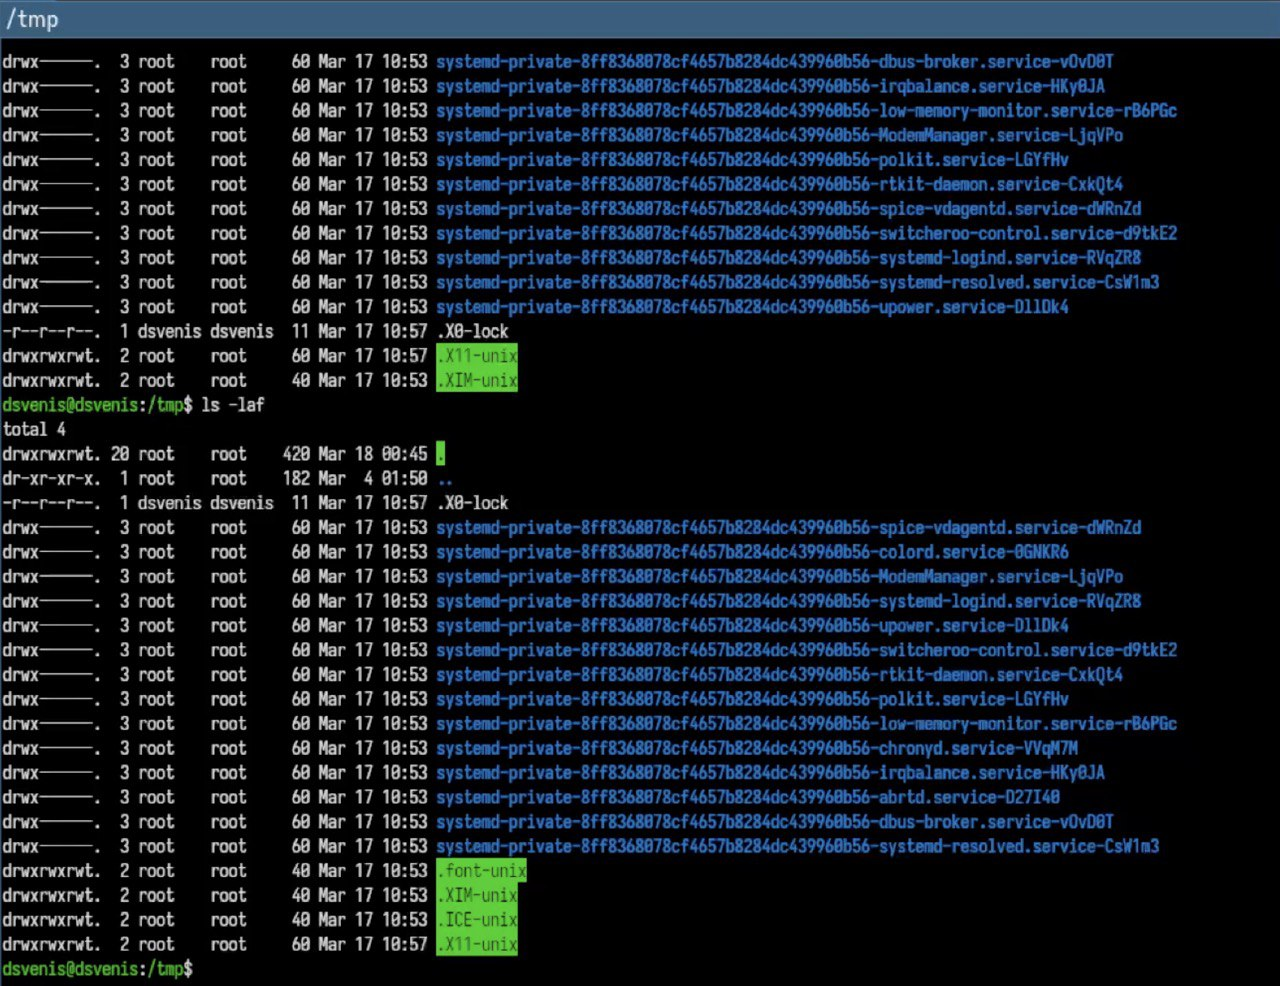 /tmp
drwx------. 3 root root 60 Mar 17 10:53 systemd-private-8ff8368078cf4657b8284dc439960b56-dbus-broker.service-vOvD0T
drwx------. 3 root root 60 Mar 17 10:53 systemd-private-8ff8368078cf4657b8284dc439960b56-irqbalance.service-HKy0JA
drwx------. 3 root root 60 Mar 17 10:53 systemd-private-8ff8368078cf4657b8284dc439960b56-low-memory-monitor.service-rB6PGc
drwx------. 3 root root 60 Mar 17 10:53 systemd-private-8ff8368078cf4657b8284dc439960b56-ModemManager.service-LjqVPo
drwx------. 3 root root 60 Mar 17 10:53 systemd-private-8ff8368078cf4657b8284dc439960b56-polkit.service-LGYfHv
drwx------. 3 root root 60 Mar 17 10:53 systemd-private-8ff8368078cf4657b8284dc439960b56-rtkit-daemon.service-CxkQt4
drwx------. 3 root root 60 Mar 17 10:53 systemd-private-8ff8368078cf4657b8284dc439960b56-spice-vdagentd.service-dWRnZd
drwx------. 3 root root 60 Mar 17 10:53 systemd-private-8ff8368078cf4657b8284dc439960b56-switcheroo-control.service-d9tkE2
drwx------. 3 root root 60 Mar 17 10:53 systemd-private-8ff8368078cf4657b8284dc439960b56-systemd-logind.service-RVqZR8
drwx------. 3 root root 60 Mar 17 10:53 systemd-private-8ff8368078cf4657b8284dc439960b56-systemd-resolved.service-CsW1m3
drwx------. 3 root root 60 Mar 17 10:53 systemd-private-8ff8368078cf4657b8284dc439960b56-upower.service-DllDk4
-r--r--r--. 1 dsvenis dsvenis 11 Mar 17 10:57 .X0-lock
drwxrwxrwt. 2 root root 60 Mar 17 10:57 .X11-unix
drwxrwxrwt. 2 root root 40 Mar 17 10:53 .XIM-unix
dsvenis@dsvenis:/tmp$ ls -laf
total 4
drwxrwxrwt. 20 root root 420 Mar 18 00:45 .
dr-xr-xr-x. 1 root root 182 Mar 4 01:50 ..
-r--r--r--. 1 dsvenis dsvenis 11 Mar 17 10:57 .X0-lock
drwx------. 3 root root 60 Mar 17 10:53 systemd-private-8ff8368078cf4657b8284dc439960b56-spice-vdagentd.service-dWRnZd
drwx------. 3 root root 60 Mar 17 10:53 systemd-private-8ff8368078cf4657b8284dc439960b56-colord.service-0GNKR6
drwx------. 3 root root 60 Mar 17 10:53 systemd-private-8ff8368078cf4657b8284dc439960b56-ModemManager.service-LjqVPo
drwx------. 3 root root 60 Mar 17 10:53 systemd-private-8ff8368078cf4657b8284dc439960b56-systemd-logind.service-RVqZR8
drwx------. 3 root root 60 Mar 17 10:53 systemd-private-8ff8368078cf4657b8284dc439960b56-upower.service-DllDk4
drwx------. 3 root root 60 Mar 17 10:53 systemd-private-8ff8368078cf4657b8284dc439960b56-switcheroo-control.service-d9tkE2
drwx------. 3 root root 60 Mar 17 10:53 systemd-private-8ff8368078cf4657b8284dc439960b56-rtkit-daemon.service-CxkQt4
drwx------. 3 root root 60 Mar 17 10:53 systemd-private-8ff8368078cf4657b8284dc439960b56-polkit.service-LGYfHv
drwx------. 3 root root 60 Mar 17 10:53 systemd-private-8ff8368078cf4657b8284dc439960b56-low-memory-monitor.service-rB6PGc
drwx------. 3 root root 60 Mar 17 10:53 systemd-private-8ff8368078cf4657b8284dc439960b56-chronyd.service-VVqM7M
drwx------. 3 root root 60 Mar 17 10:53 systemd-private-8ff8368078cf4657b8284dc439960b56-irqbalance.service-HKy0JA
drwx------. 3 root root 60 Mar 17 10:53 systemd-private-8ff8368078cf4657b8284dc439960b56-abrtd.service-D27I40
drwx------. 3 root root 60 Mar 17 10:53 systemd-private-8ff8368078cf4657b8284dc439960b56-dbus-broker.service-vOvD0T
drwx------. 3 root root 60 Mar 17 10:53 systemd-private-8ff8368078cf4657b8284dc439960b56-systemd-resolved.service-CsW1m3
drwxrwxrwt. 2 root root 40 Mar 17 10:53 .font-unix
drwxrwxrwt. 2 root root 40 Mar 17 10:53 .XIM-unix
drwxrwxrwt. 2 root root 40 Mar 17 10:53 .ICE-unix
drwxrwxrwt. 2 root root 60 Mar 17 10:57 .X11-unix
dsvenis@dsvenis:/tmp$